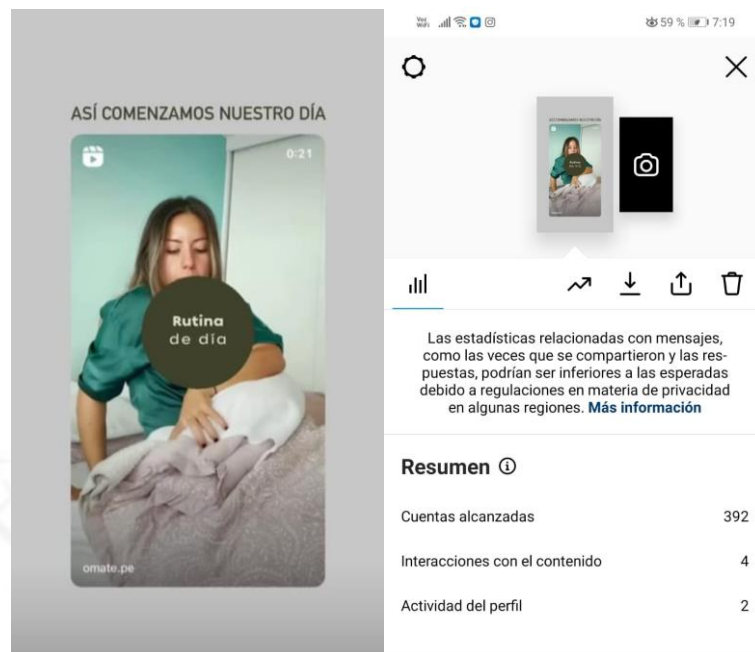 ASÍ COMENZAMOS NUESTRO DÍA
0:21
Rutina
de día
omate.pe
Voz
WiFi
59 %
7:19
Las estadísticas relacionadas con mensajes,
como las veces que se compartieron y las res-
puestas, podrían ser inferiores a las esperadas
debido a regulaciones en materia de privacidad
en algunas regiones. Más información
Resumen
Cuentas alcanzadas 392
Interacciones con el contenido 4
Actividad del perfil 2